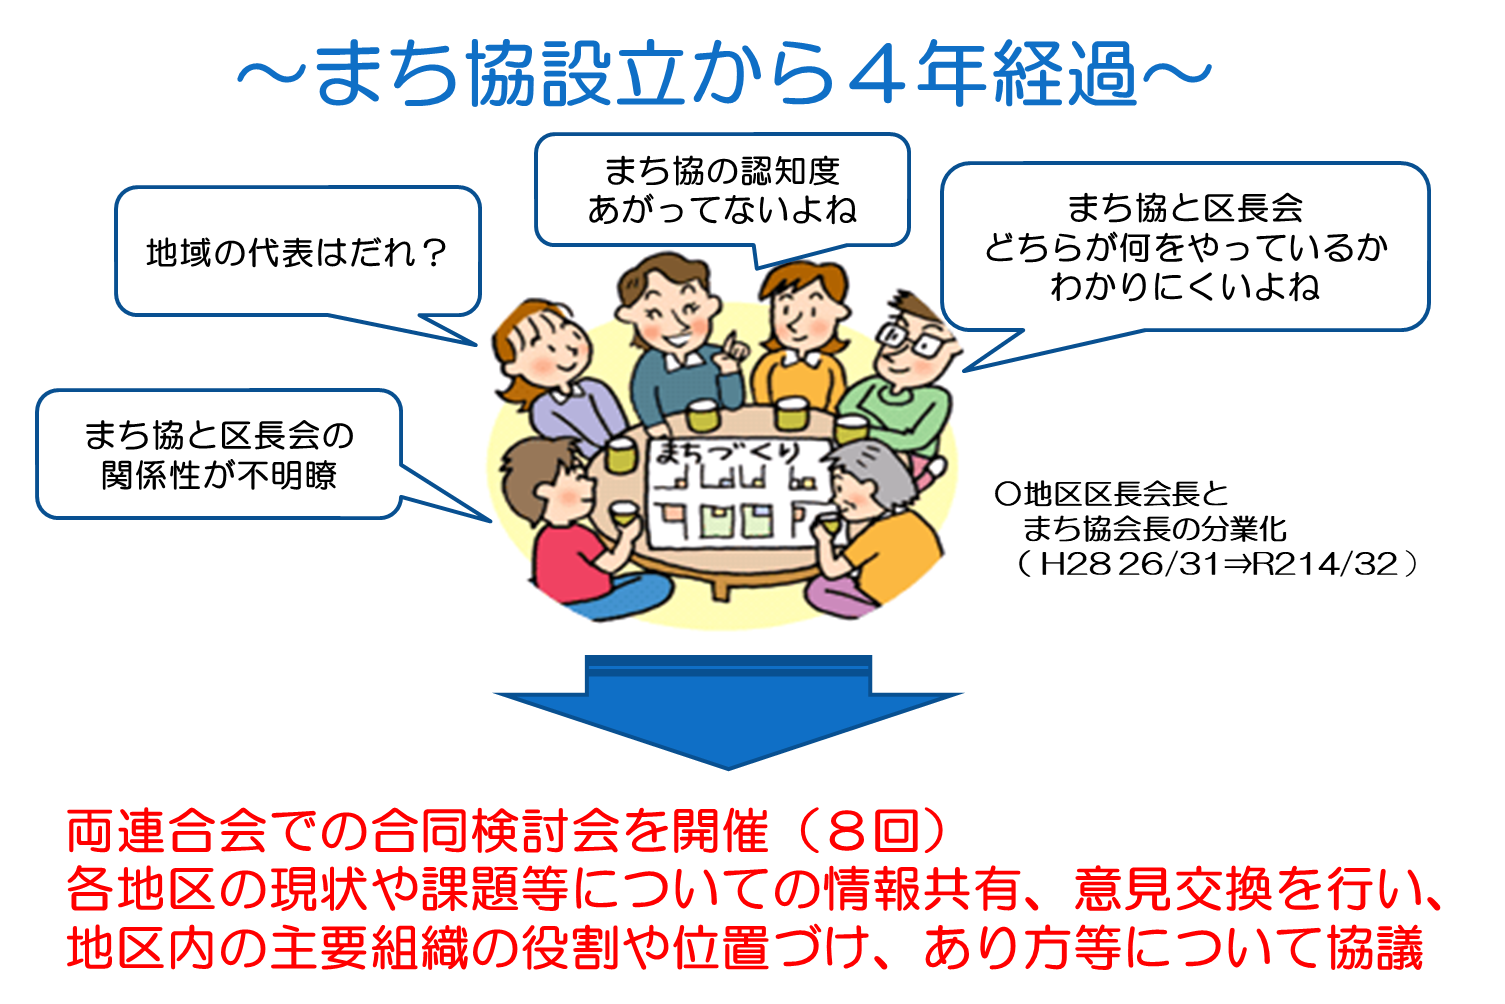 ～まち協設立から４年経過～
まち協の認知度
あがってないよね
地域の代表はだれ？
まち協と区長会
どちらが何をやっているか
わかりにくいよね
まち協と区長会の
関係性が不明瞭
まちづくり
〇地区区長会長と
まち協会長の分業化
（H28 26/31⇒R214/32）
両連合会での合同検討会を開催（８回）
各地区の現状や課題等についての情報共有、意見交換を行い、
地区内の主要組織の役割や位置づけ、あり方等について協議